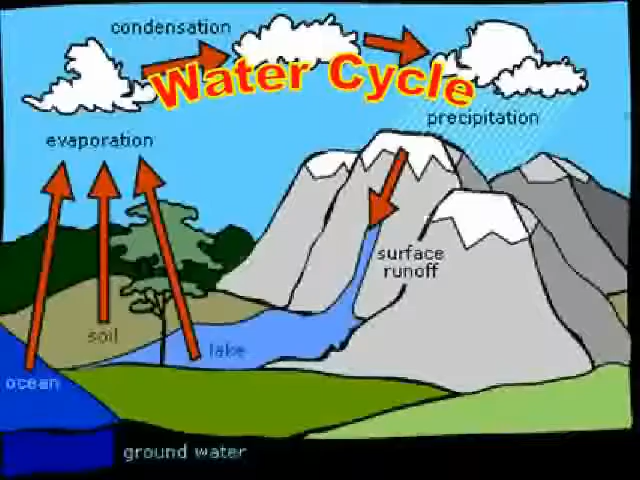 condensation
Water Cycle
precipitation
evaporation
surface
runoff
soil
lake
ocean
ground water